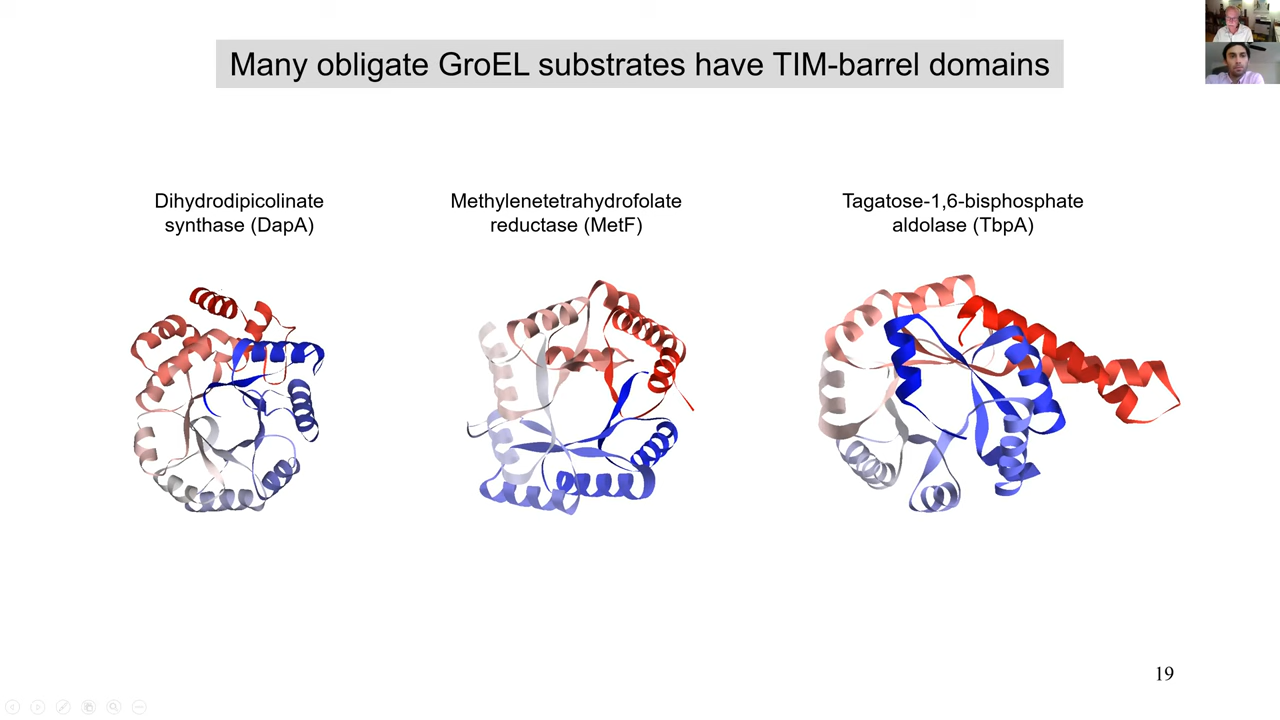 Many obligate GroEL substrates have TIM-barrel domains
Dihydrodipicolinate
synthase (DapA)
Methylenetetrahydrofolate
reductase (MetF)
Tagatose-1,6-bisphosphate
aldolase (TbpA)
19